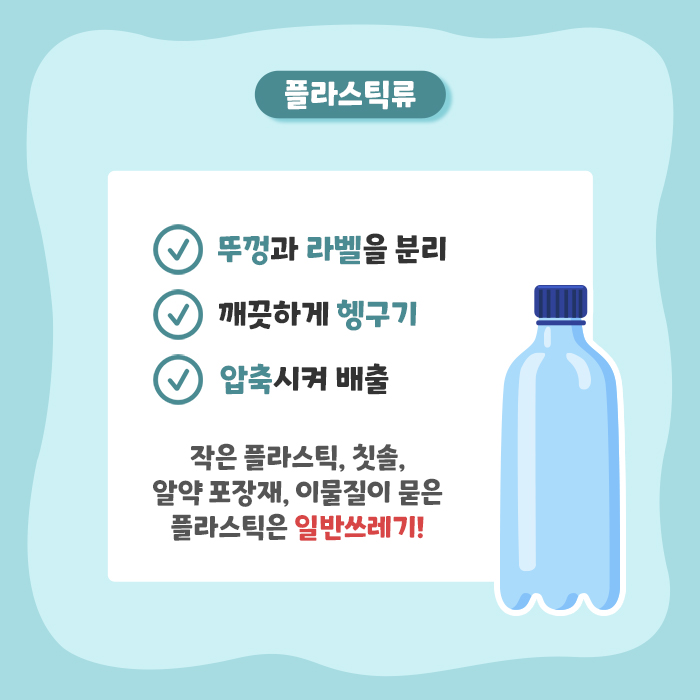 플라스틱류
뚜껑과 라벨을 분리
깨끗하게 헹구기
압축시켜 배출
작은 플라스틱, 칫솔,
알약 포장재, 이물질이 묻은
플라스틱은 일반쓰레기!